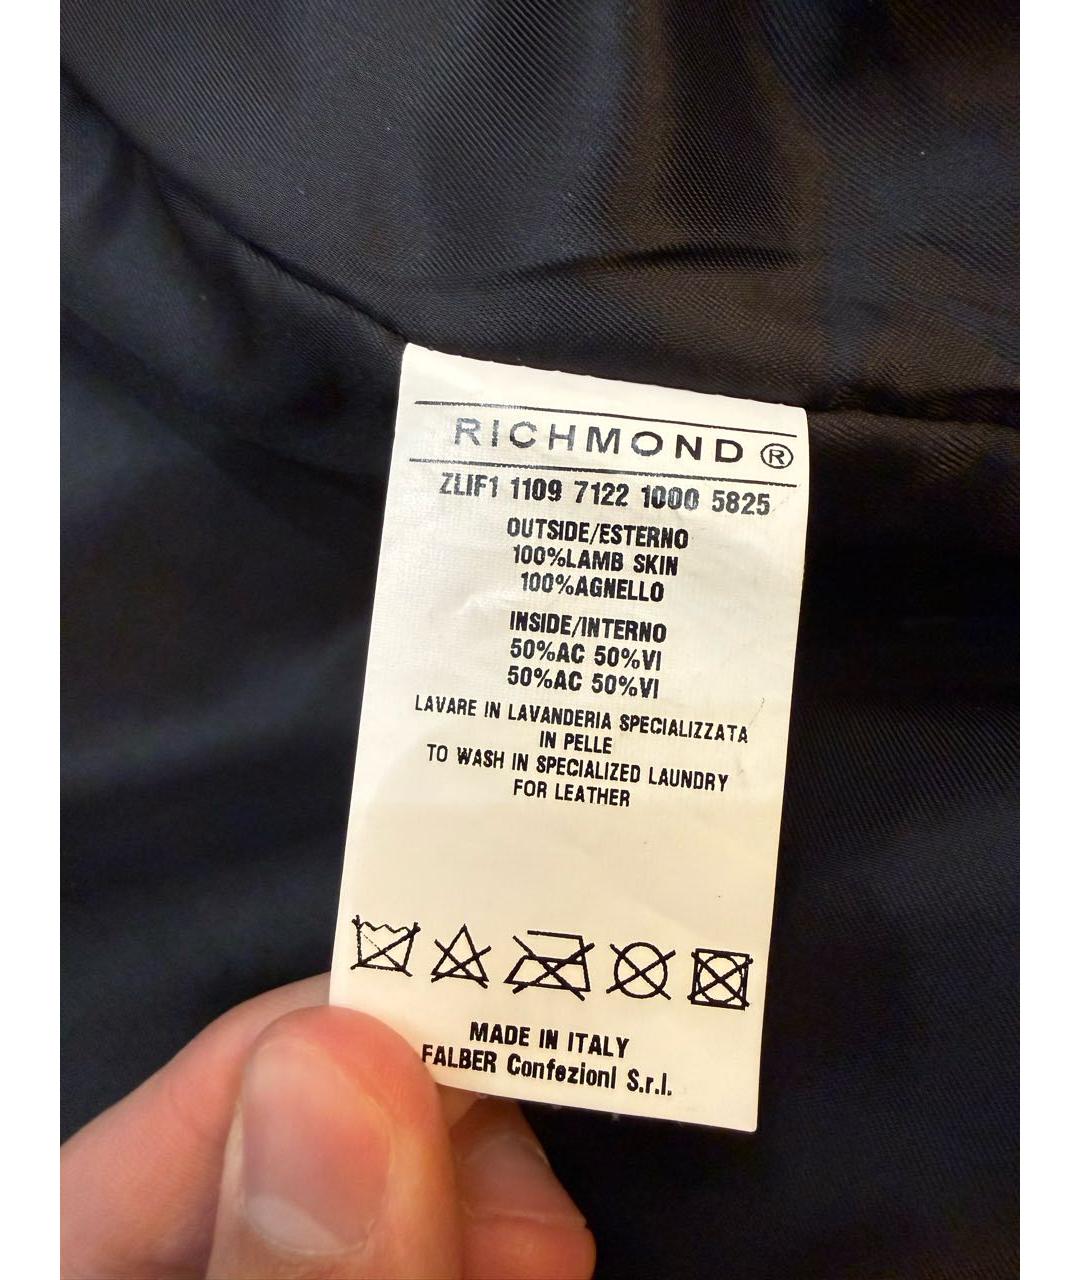 RICHMOND ®
ZLIF1 1109 7122 1000 5825
OUTSIDE/ESTERNO
100%LAMB SKIN
100%AGNELLO
INSIDE/INTERNO
50%AC 50%VI
50%AC 50%VI
LAVARE IN LAVANDERIA SPECIALIZZATA
IN PELLE
TO WASH IN SPECIALIZED LAUNDRY
FOR LEATHER
MADE IN ITALY
FALBER ConfezionI S.r.l.